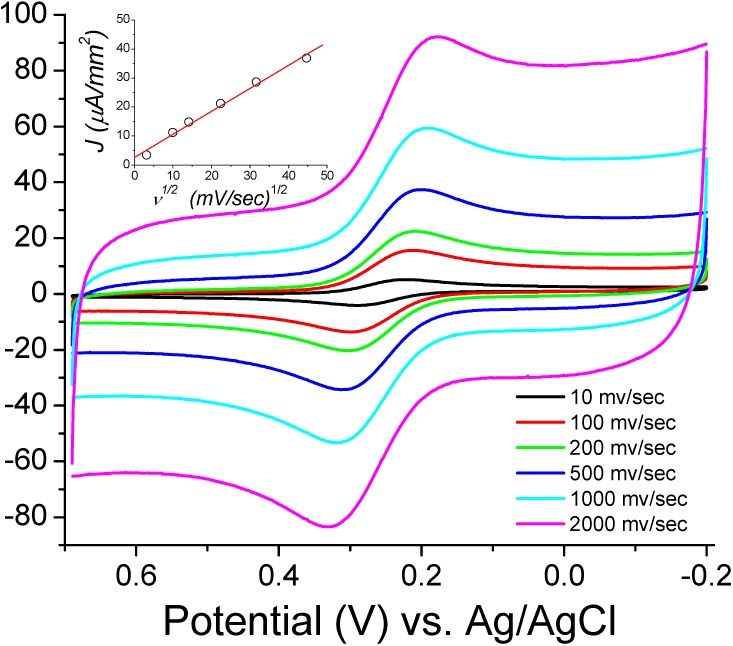 100
80
60
40
20
0
-20
-40
-60
-80
50
40
30
20
10
0
J (μA/mm²)
0 10 20 30 40 50
ν^1/2 (mV/sec)^1/2
10 mv/sec
100 mv/sec
200 mv/sec
500 mv/sec
1000 mv/sec
2000 mv/sec
0.6 0.4 0.2 0.0 -0.2
Potential (V) vs. Ag/AgCl